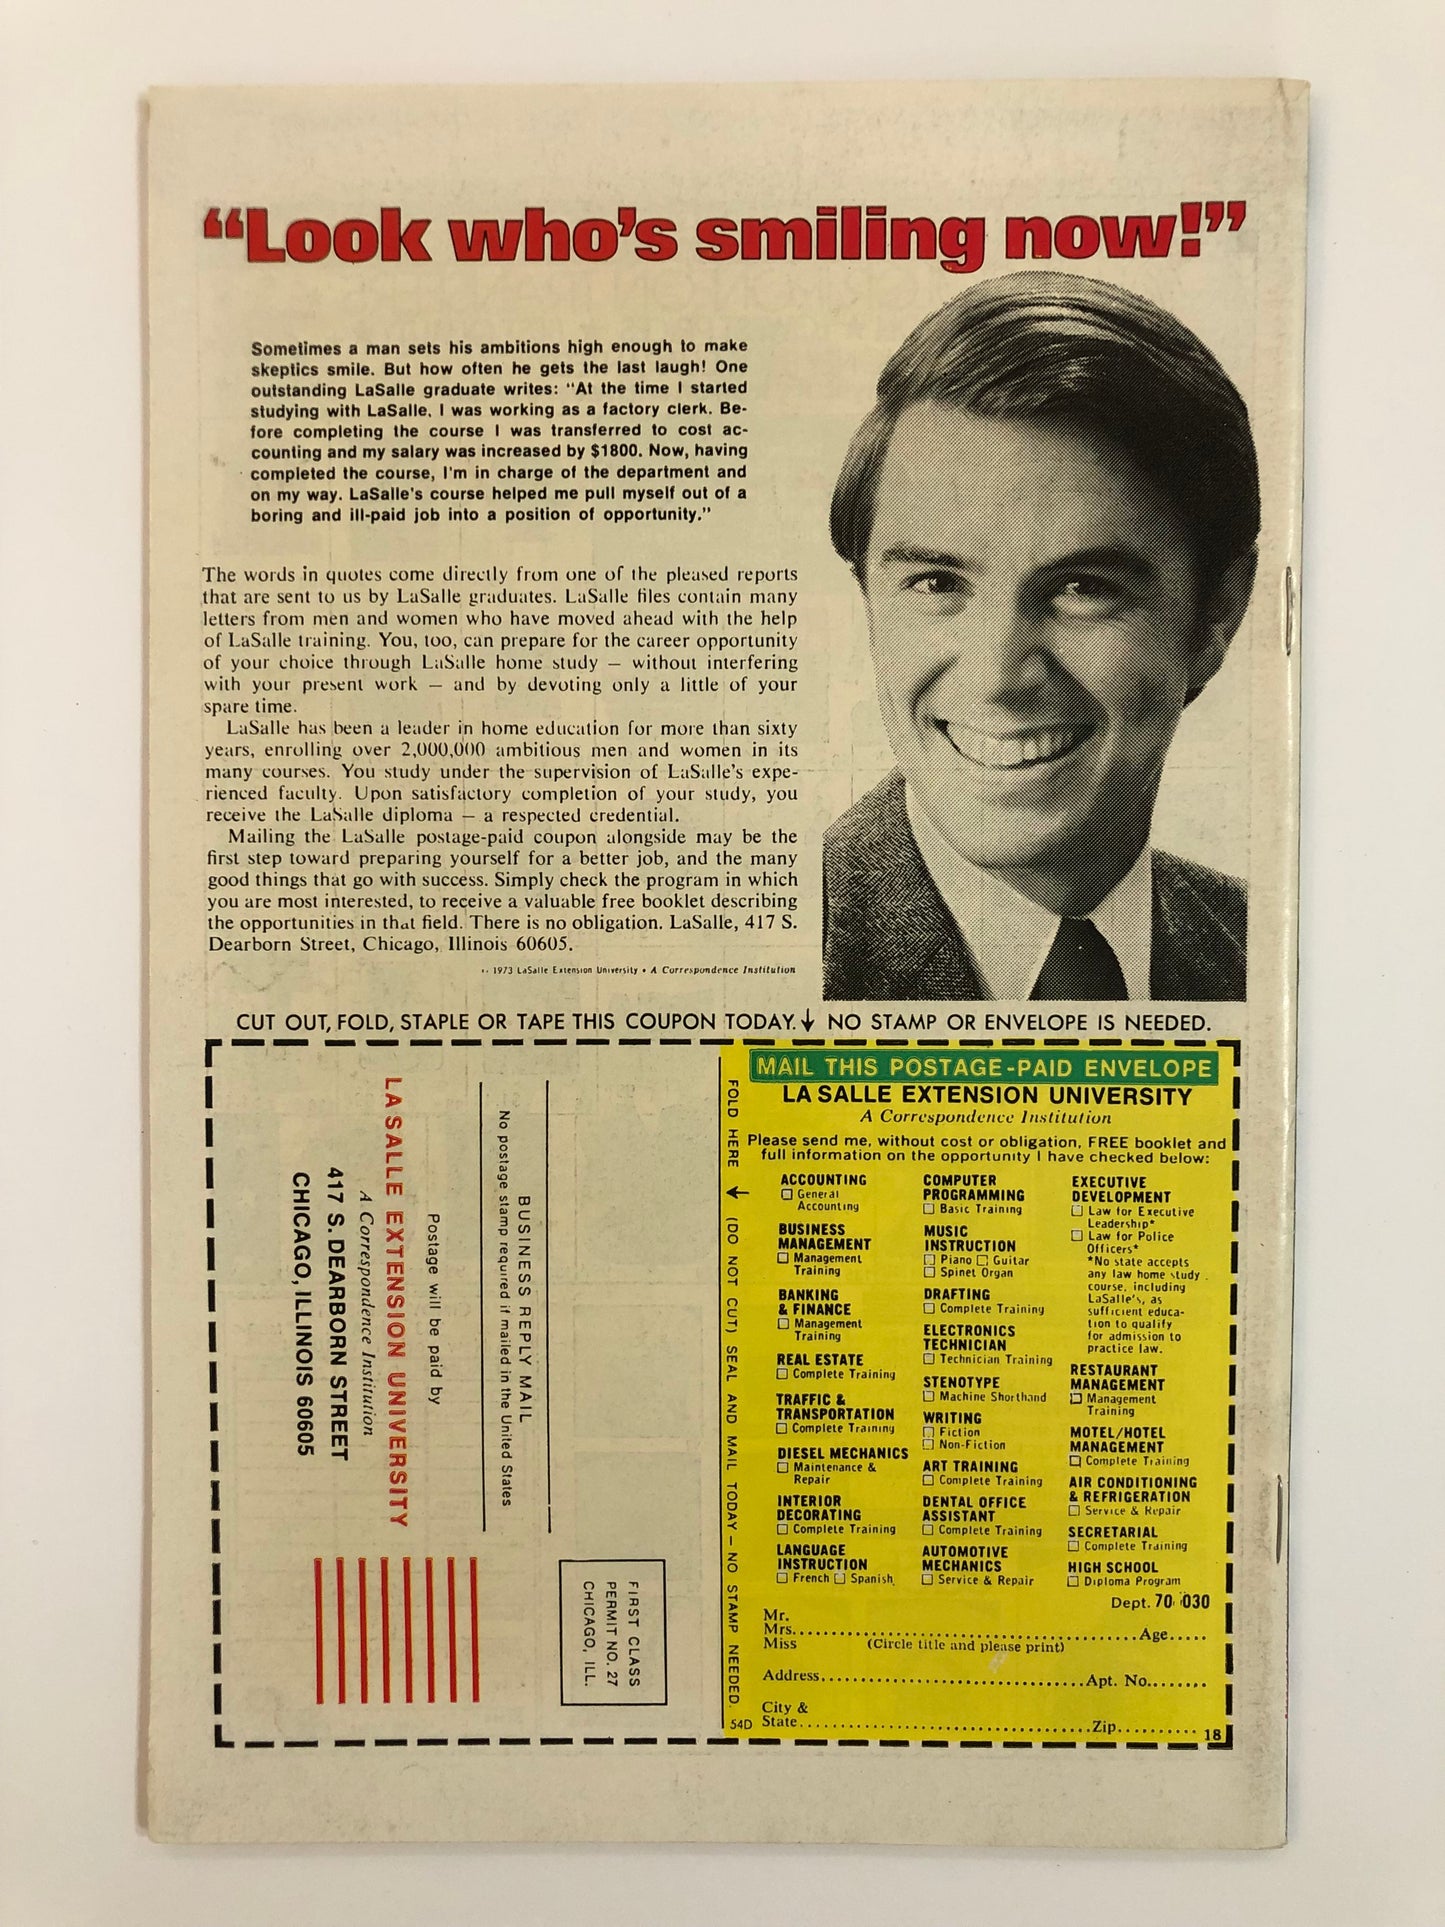 “Look who’s smiling now!”
Sometimes a man sets his ambitions high enough to make
skeptics smile. But how often he gets the last laugh! One
outstanding LaSalle graduate writes: "At the time I started
studying with LaSalle, I was working as a factory clerk. Be-
fore completing the course I was transferred to cost ac-
counting and my salary was increased by $1800. Now, having
completed the course, I'm in charge of the department and
on my way. LaSalle's course helped me pull myself out of a
boring and ill-paid job into a position of opportunity."
The words in quotes come directly from one of the pleased reports
that are sent to us by LaSalle graduates. LaSalle files contain many
letters from men and women who have moved ahead with the help
of LaSalle training. You, too, can prepare for the career opportunity
of your choice through LaSalle home study — without interfering
with your present work — and by devoting only a little of your
spare time.
LaSalle has been a leader in home education for more than sixty
years, enrolling over 2,000,000 ambitious men and women in its
many courses. You study under the supervision of LaSalle's expe-
rienced faculty. Upon satisfactory completion of your study, you
receive the LaSalle diploma — a respected credential.
Mailing the LaSalle postage-paid coupon alongside may be the
first step toward preparing yourself for a better job, and the many
good things that go with success. Simply check the program in which
you are most interested, to receive a valuable free booklet describing
the opportunities in that field. There is no obligation. LaSalle, 417 S.
Dearborn Street, Chicago, Illinois 60605.
1973 LaSalle Extension University • A Correspondence Institution
CUT OUT, FOLD, STAPLE OR TAPE THIS COUPON TODAY. ↓ NO STAMP OR ENVELOPE IS NEEDED.
BUSINESS REPLY MAIL
No postage stamp required if mailed in the United States
Postage will be paid by
LASALLE EXTENSION UNIVERSITY
A Correspondence Institution
417 S. DEARBORN STREET
CHICAGO, ILLINOIS 60605
FIRST CLASS
PERMIT NO. 27
CHICAGO, ILL.
FOLD HERE ← (DO NOT CUT) SEAL AND MAIL TODAY — NO STAMP NEEDED.
54D
MAIL THIS POSTAGE-PAID ENVELOPE
LA SALLE EXTENSION UNIVERSITY
A Correspondence Institution
Please send me, without cost or obligation, FREE booklet and
full information on the opportunity I have checked below:
ACCOUNTING
☐ General
Accounting
BUSINESS
MANAGEMENT
☐ Management
Training
BANKING
& FINANCE
☐ Management
Training
REAL ESTATE
☐ Complete Training
TRAFFIC &
TRANSPORTATION
☐ Complete Training
DIESEL MECHANICS
☐ Maintenance &
Repair
INTERIOR
DECORATING
☐ Complete Training
LANGUAGE
INSTRUCTION
☐ French ☐ Spanish
COMPUTER
PROGRAMMING
☐ Basic Training
MUSIC
INSTRUCTION
☐ Piano ☐ Guitar
☐ Spinet Organ
DRAFTING
☐ Complete Training
ELECTRONICS
TECHNICIAN
☐ Technician Training
STENOTYPE
☐ Machine Shorthand
WRITING
☐ Fiction
☐ Non-Fiction
ART TRAINING
☐ Complete Training
DENTAL OFFICE
ASSISTANT
☐ Complete Training
AUTOMOTIVE
MECHANICS
☐ Service & Repair
EXECUTIVE
DEVELOPMENT
☐ Law for Executive
Leadership*
☐ Law for Police
Officers*
*No state accepts
any law home study
course, including
LaSalle's, as
sufficient educa-
tion to qualify
for admission to
practice law.
RESTAURANT
MANAGEMENT
☐ Management
Training
MOTEL/HOTEL
MANAGEMENT
☐ Complete Training
AIR CONDITIONING
& REFRIGERATION
☐ Service & Repair
SECRETARIAL
☐ Complete Training
HIGH SCHOOL
☐ Diploma Program
Dept. 70 030
Mr.
Mrs. Age
Miss (Circle title and please print)
Address Apt. No.
City &
State Zip
18